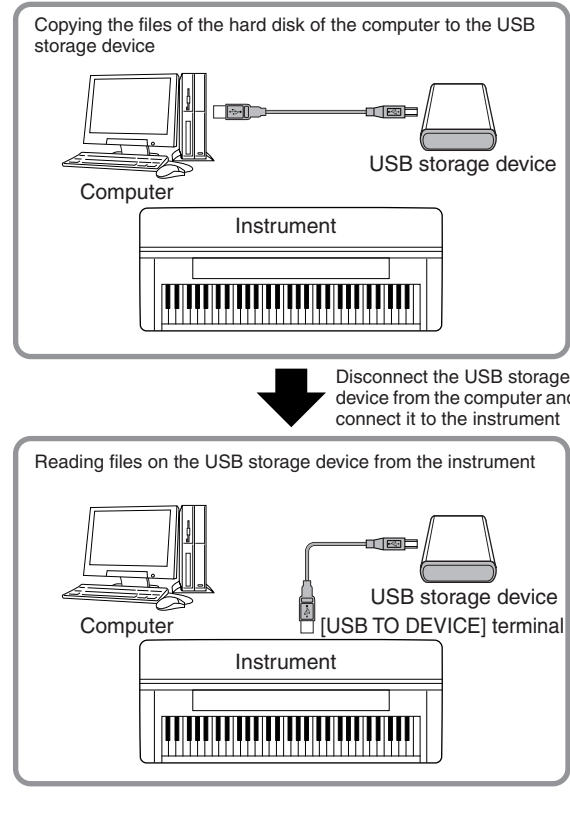 Copying the files of the hard disk of the computer to the USB
storage device
USB storage device
Computer
Instrument
Disconnect the USB storage
device from the computer and
connect it to the instrument
Reading files on the USB storage device from the instrument
USB storage device
Computer
[USB TO DEVICE] terminal
Instrument